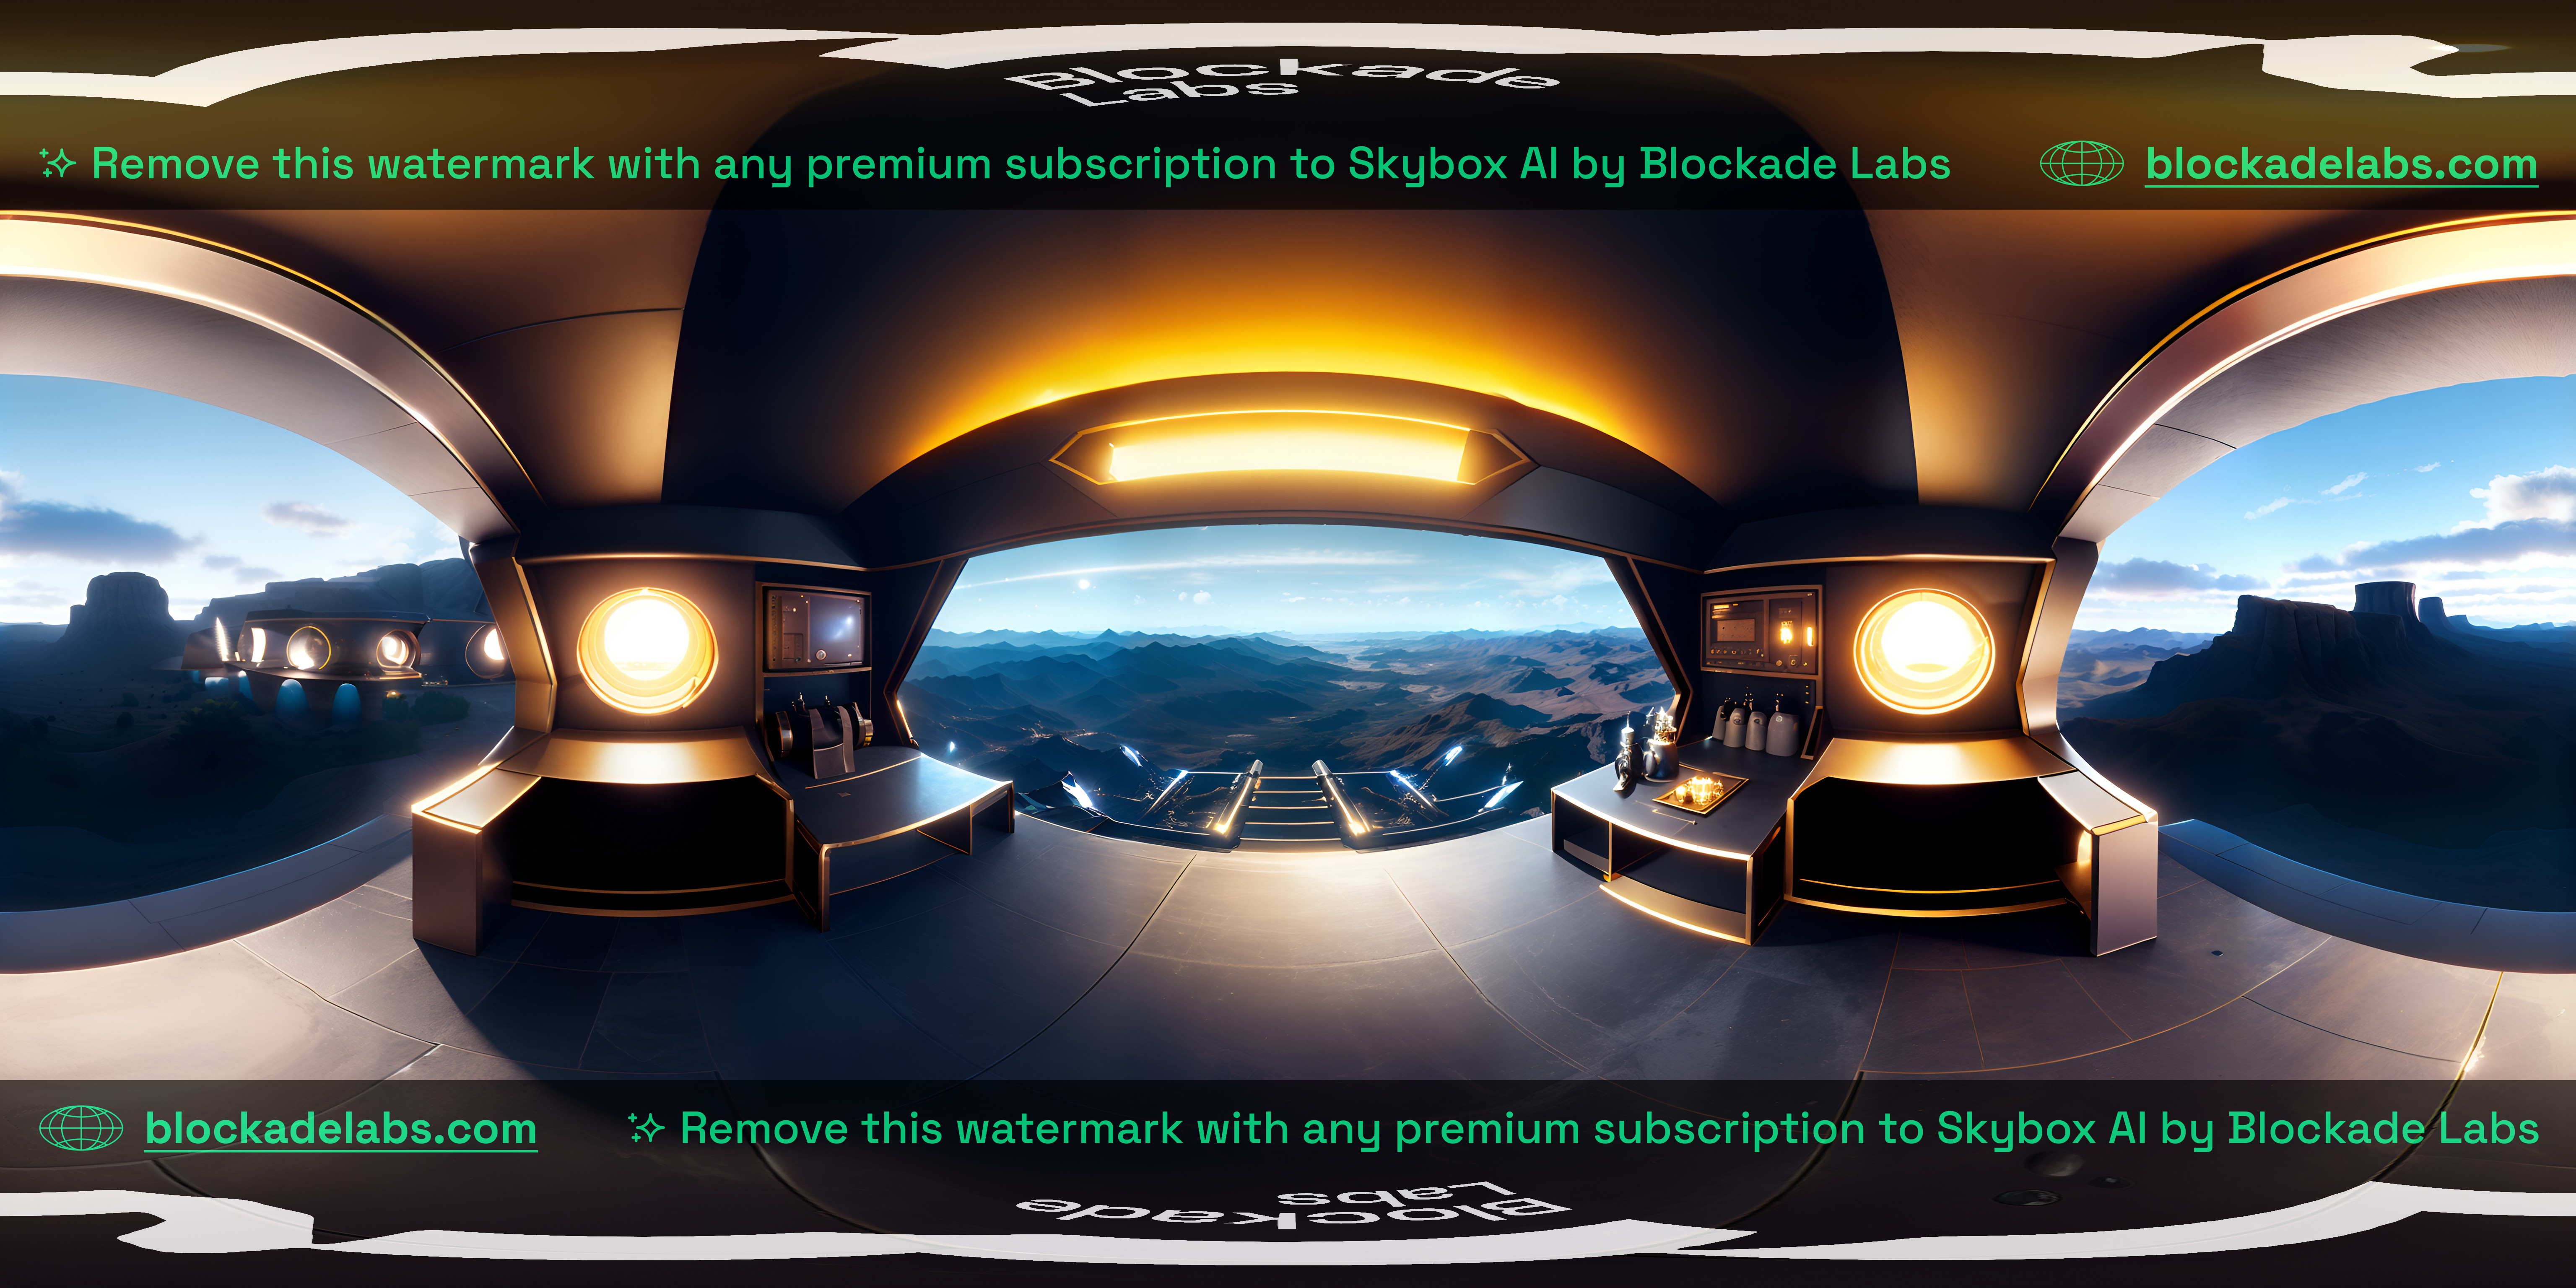 Blockade
Labs
Remove this watermark with any premium subscription to Skybox AI by Blockade Labs
blockadelabs.com
blockadelabs.com
Remove this watermark with any premium subscription to Skybox AI by Blockade Labs
Labs
Blockade